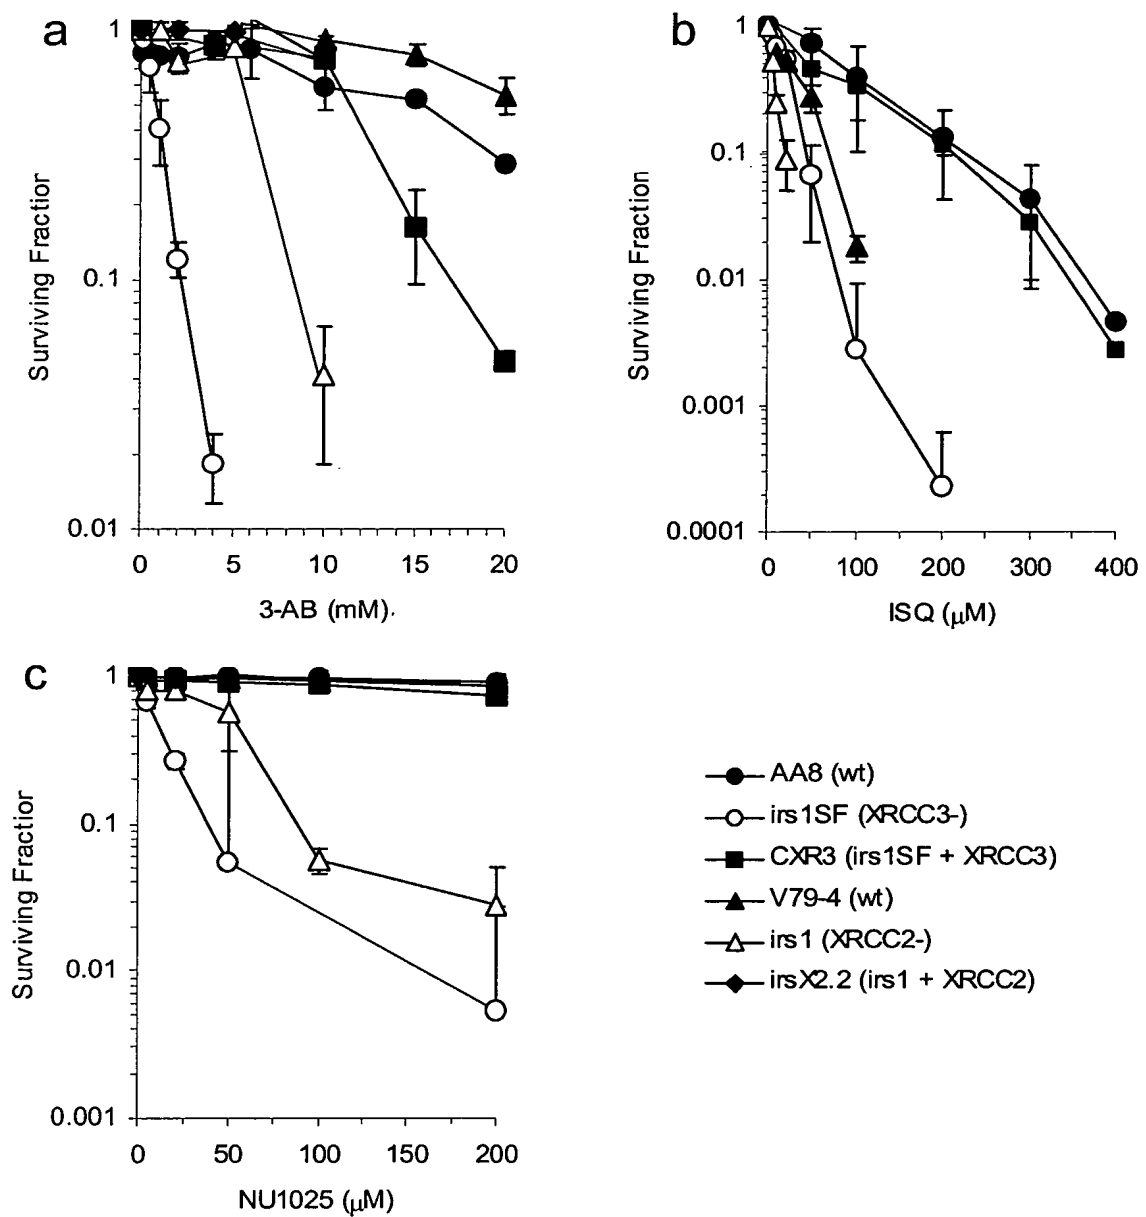 a
1
0.1
0.01
Surviving Fraction
0 5 10 15 20
3-AB (mM).
b
1
0.1
0.01
0.001
0.0001
Surviving Fraction
0 100 200 300 400
ISQ (μM)
c
1
0.1
0.01
0.001
Surviving Fraction
0 50 100 150 200
NU1025 (μM)
AA8 (wt)
irs1SF (XRCC3-)
CXR3 (irs1SF + XRCC3)
V79-4 (wt)
irs1 (XRCC2-)
irsX2.2 (irs1 + XRCC2)